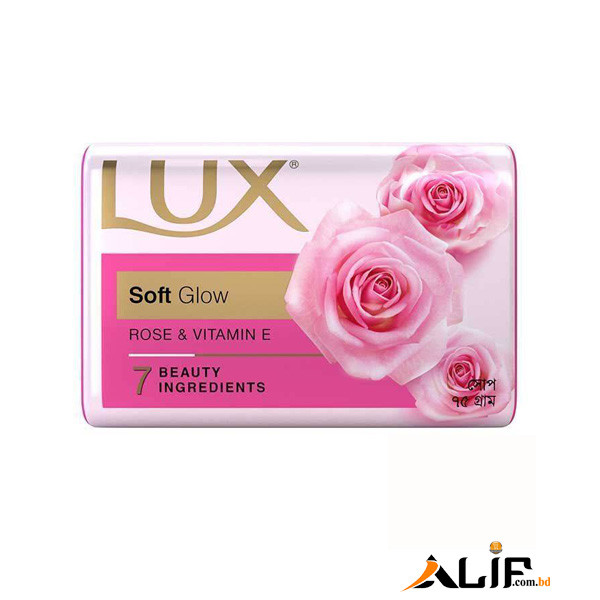 LUX®
Soft Glow
ROSE & VITAMIN E
7 BEAUTY
INGREDIENTS
সোপ
৭৫ গ্রাম
ALIF
.com.bd